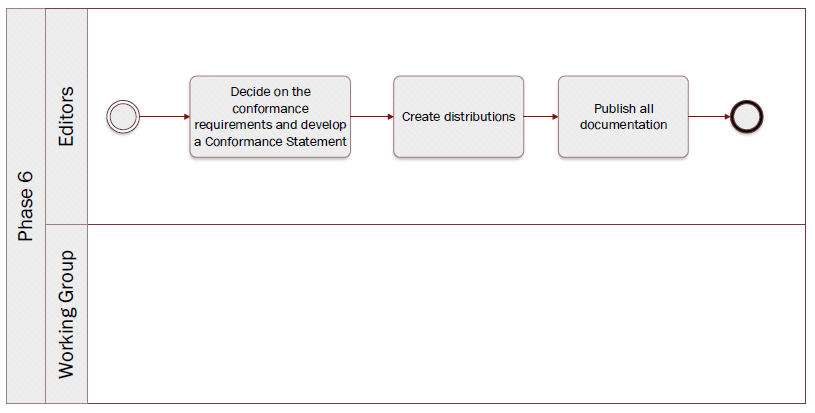 Phase 6
Editors
Decide on the
conformance
requirements and develop
a Conformance Statement
Create distributions
Publish all
documentation
Working Group